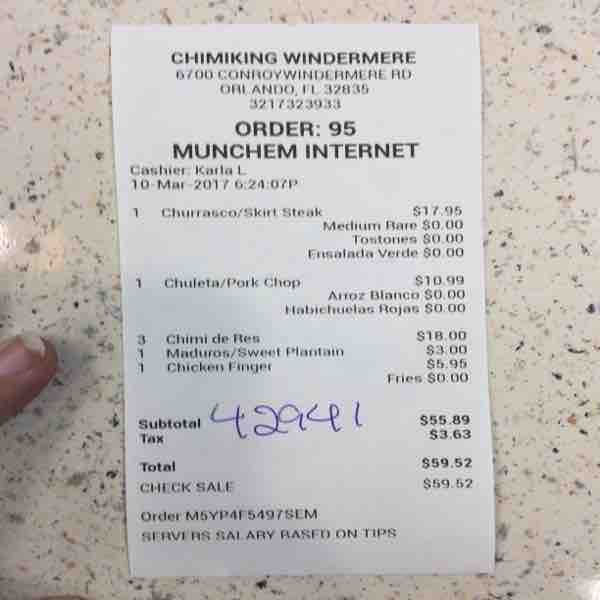 CHIMIKING WINDERMERE
6700 CONROYWINDERMERE RD
ORLANDO, FL 32835
3217323933
ORDER: 95
MUNCHEM INTERNET
Cashier: Karla L
10-Mar-2017 6:24:07P
1 Churrasco/Skirt Steak $17.95
Medium Rare $0.00
Tostones $0.00
Ensalada Verde $0.00
1 Chuleta/Pork Chop $10.99
Arroz Blanco $0.00
Habichuelas Rojas $0.00
3 Chimi de Res $18.00
1 Maduros/Sweet Plantain $3.00
1 Chicken Finger $5.95
Fries $0.00
42941
Subtotal $55.89
Tax $3.63
Total $59.52
CHECK SALE $59.52
Order M5YP4F5497SEM
SERVERS SALARY BASED ON TIPS